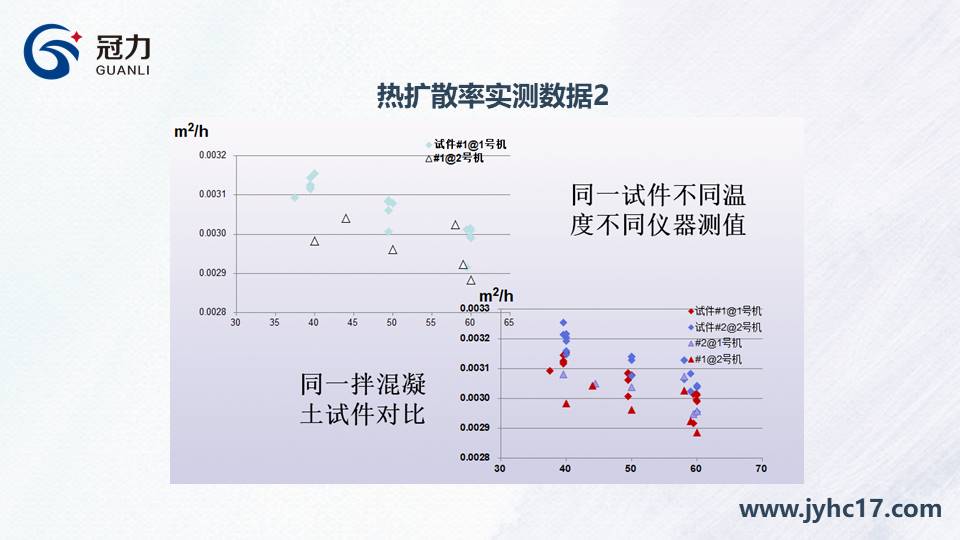 冠力
GUANLI
热扩散率实测数据2
m²/h
试件#1@1号机
#1@2号机
0.0032
0.0031
0.0030
0.0029
0.0028
30 35 40 45 50 55 60 65
同一试件不同温
度不同仪器测值
m²/h
试件#1@1号机
试件#2@2号机
#2@1号机
#1@2号机
0.0033
0.0032
0.0031
0.0030
0.0029
0.0028
30 40 50 60 70
同一拌混凝
土试件对比
www.jyhc17.com